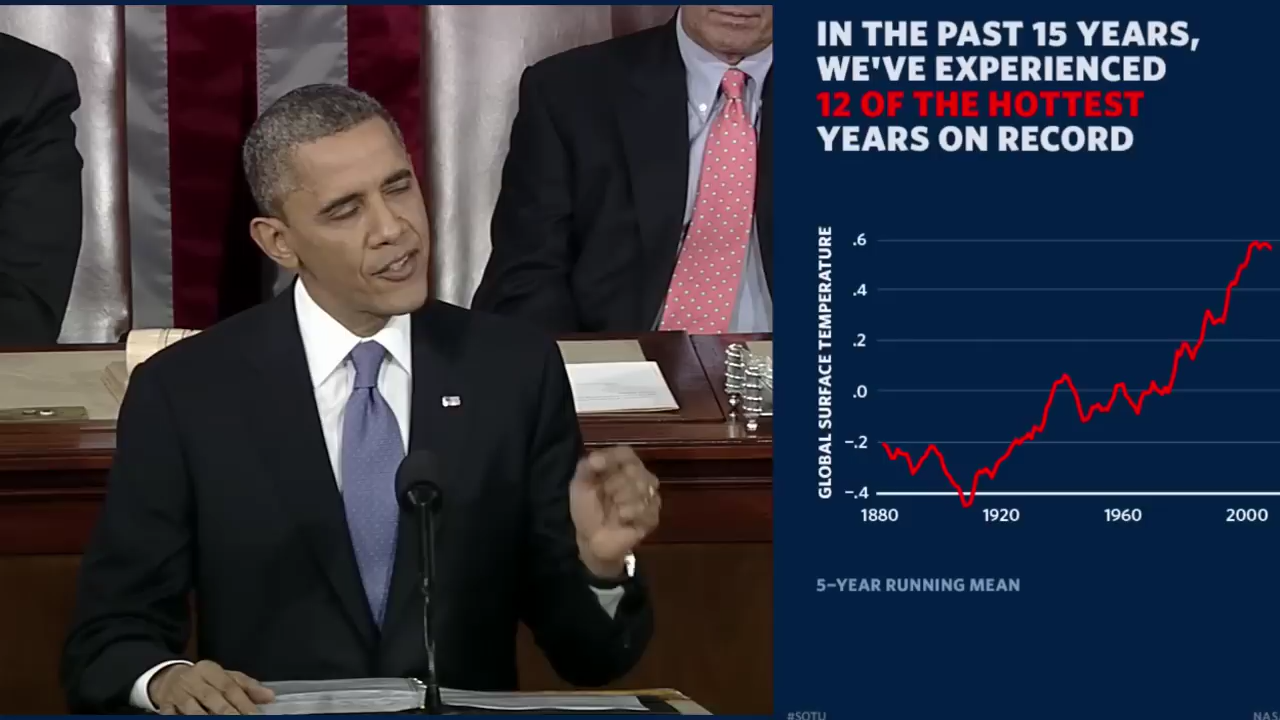 IN THE PAST 15 YEARS,
WE'VE EXPERIENCED
12 OF THE HOTTEST
YEARS ON RECORD
GLOBAL SURFACE TEMPERATURE
.6
.4
.2
.0
-.2
-.4
1880 1920 1960 2000
5-YEAR RUNNING MEAN
#SOTU